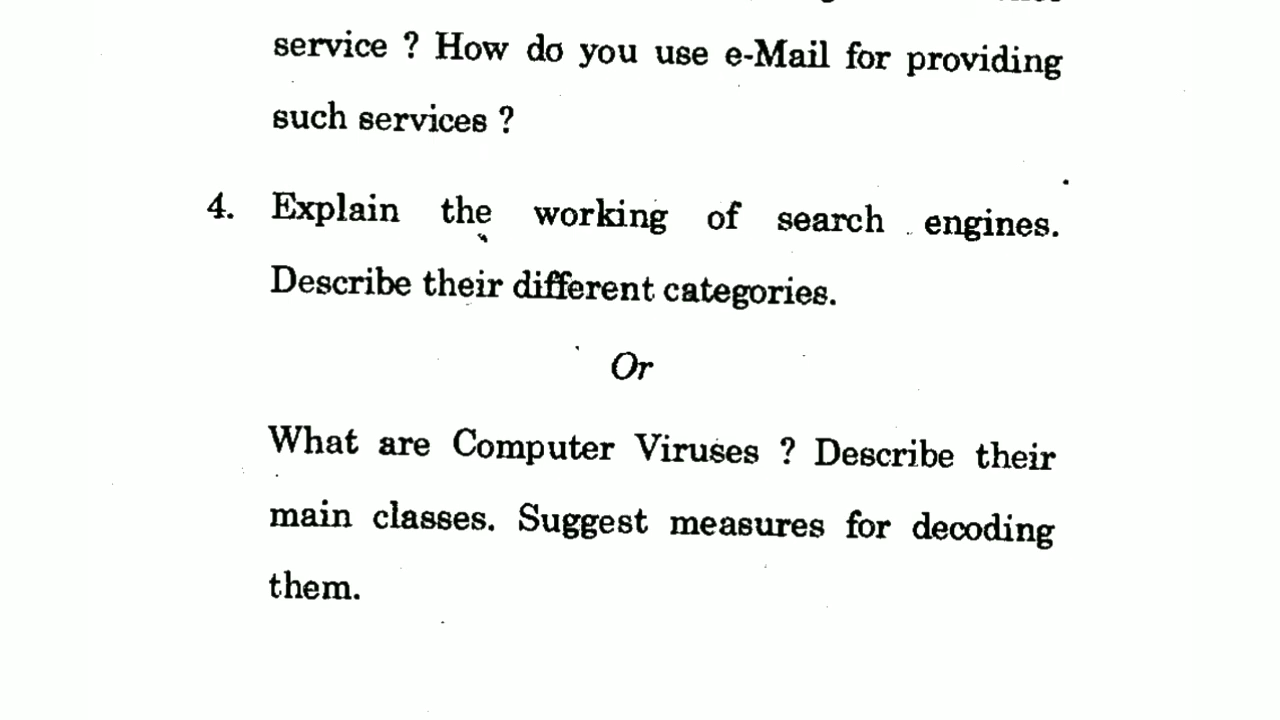 service ? How do you use e-Mail for providing
such services ?
4. Explain the working of search engines.
Describe their different categories.
Or
What are Computer Viruses ? Describe their
main classes. Suggest measures for decoding
them.